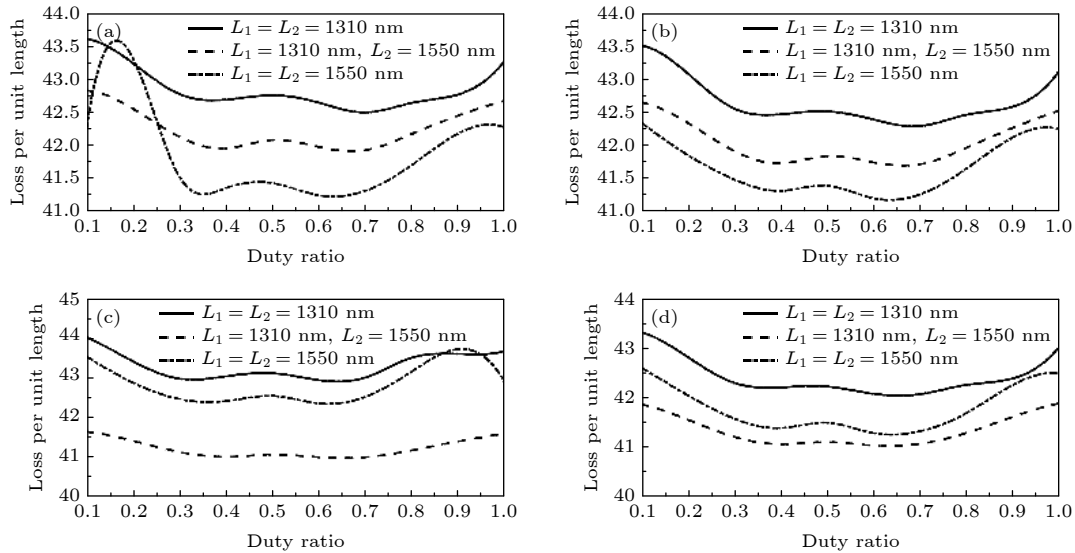 (a)
L₁ = L₂ = 1310 nm
L₁ = 1310 nm, L₂ = 1550 nm
L₁ = L₂ = 1550 nm
44.0
43.5
43.0
42.5
42.0
41.5
41.0
Loss per unit length
0.1 0.2 0.3 0.4 0.5 0.6 0.7 0.8 0.9 1.0
Duty ratio
(b)
L₁ = L₂ = 1310 nm
L₁ = 1310 nm, L₂ = 1550 nm
L₁ = L₂ = 1550 nm
44.0
43.5
43.0
42.5
42.0
41.5
41.0
Loss per unit length
0.1 0.2 0.3 0.4 0.5 0.6 0.7 0.8 0.9 1.0
Duty ratio
(c)
L₁ = L₂ = 1310 nm
L₁ = 1310 nm, L₂ = 1550 nm
L₁ = L₂ = 1550 nm
45
44
43
42
41
40
Loss per unit length
0.1 0.2 0.3 0.4 0.5 0.6 0.7 0.8 0.9 1.0
Duty ratio
(d)
L₁ = L₂ = 1310 nm
L₁ = 1310 nm, L₂ = 1550 nm
L₁ = L₂ = 1550 nm
44
43
42
41
40
Loss per unit length
0.1 0.2 0.3 0.4 0.5 0.6 0.7 0.8 0.9 1.0
Duty ratio